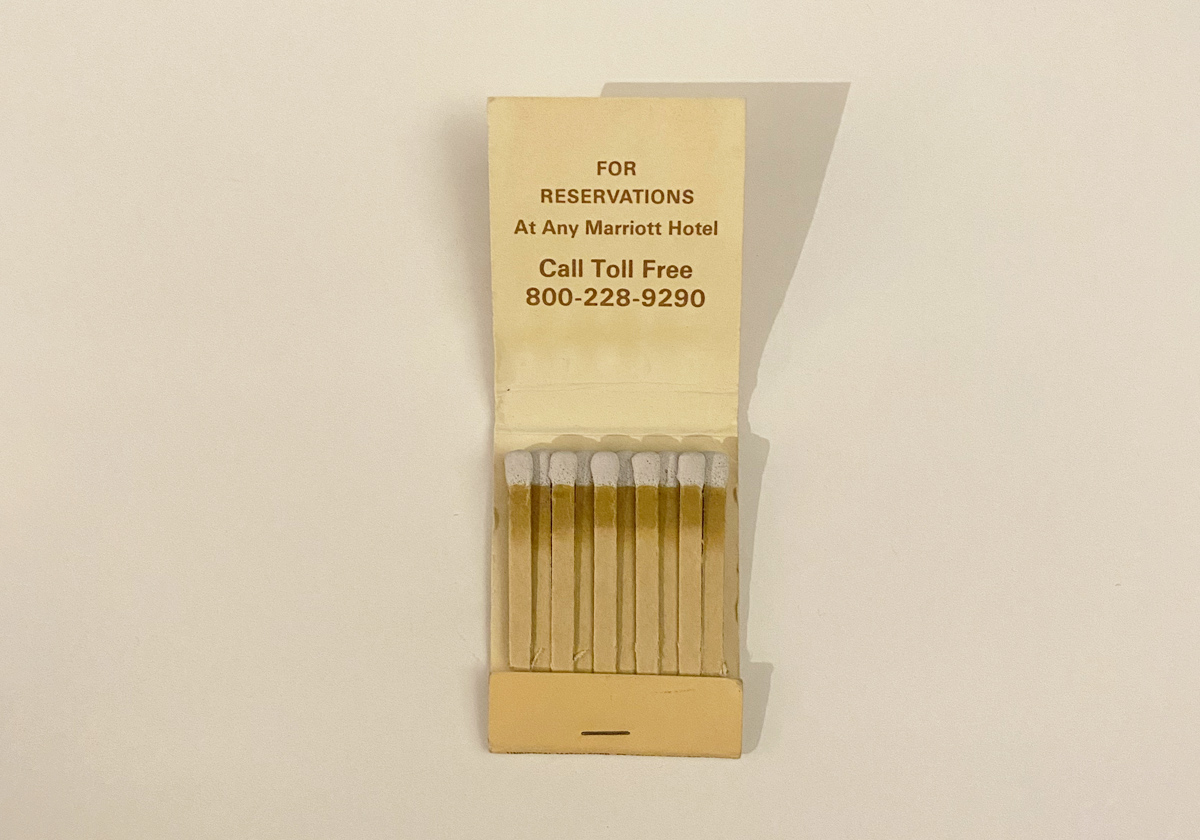 FOR
RESERVATIONS
At Any Marriott Hotel
Call Toll Free
800-228-9290